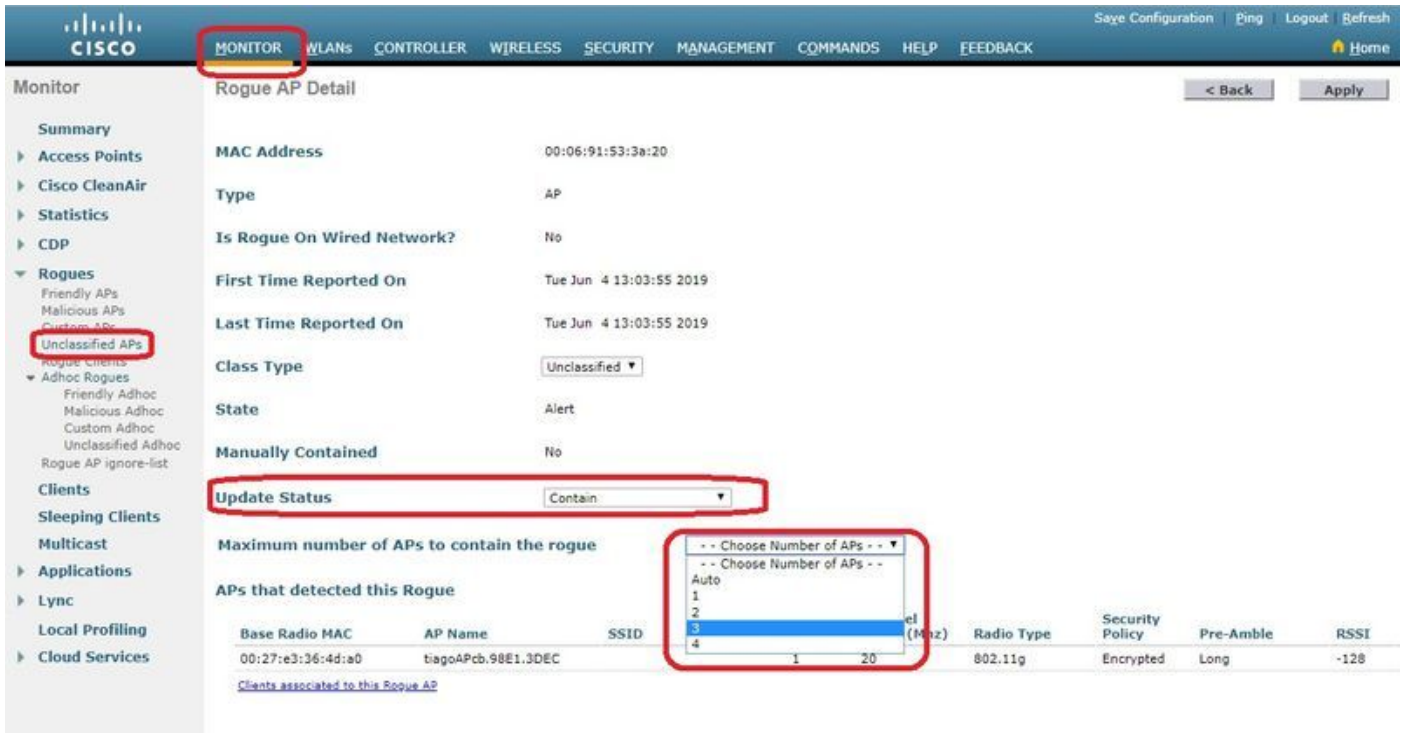 Save Configuration Ping Logout Refresh
CISCO MONITOR WLANs CONTROLLER WIRELESS SECURITY MANAGEMENT COMMANDS HELP FEEDBACK Home
Monitor
Summary
Access Points
Cisco CleanAir
Statistics
CDP
Rogues
Friendly APs
Malicious APs
Custom APs
Unclassified APs
Rogue Clients
Adhoc Rogues
Friendly Adhoc
Malicious Adhoc
Custom Adhoc
Unclassified Adhoc
Rogue AP ignore-list
Clients
Sleeping Clients
Multicast
Applications
Lync
Local Profiling
Cloud Services
Rogue AP Detail < Back Apply
MAC Address 00:06:91:53:3a:20
Type AP
Is Rogue On Wired Network? No
First Time Reported On Tue Jun 4 13:03:55 2019
Last Time Reported On Tue Jun 4 13:03:55 2019
Class Type Unclassified
State Alert
Manually Contained No
Update Status Contain
Maximum number of APs to contain the rogue - - Choose Number of APs - -
- - Choose Number of APs - -
Auto
1
2
3
4
APs that detected this Rogue
Base Radio MAC AP Name SSID el (Mhz) Radio Type Security Policy Pre-Amble RSSI
00:27:e3:36:4d:a0 tiagoAPcb.98E1.3DEC 1 20 802.11g Encrypted Long -128
Clients associated to this Rogue AP